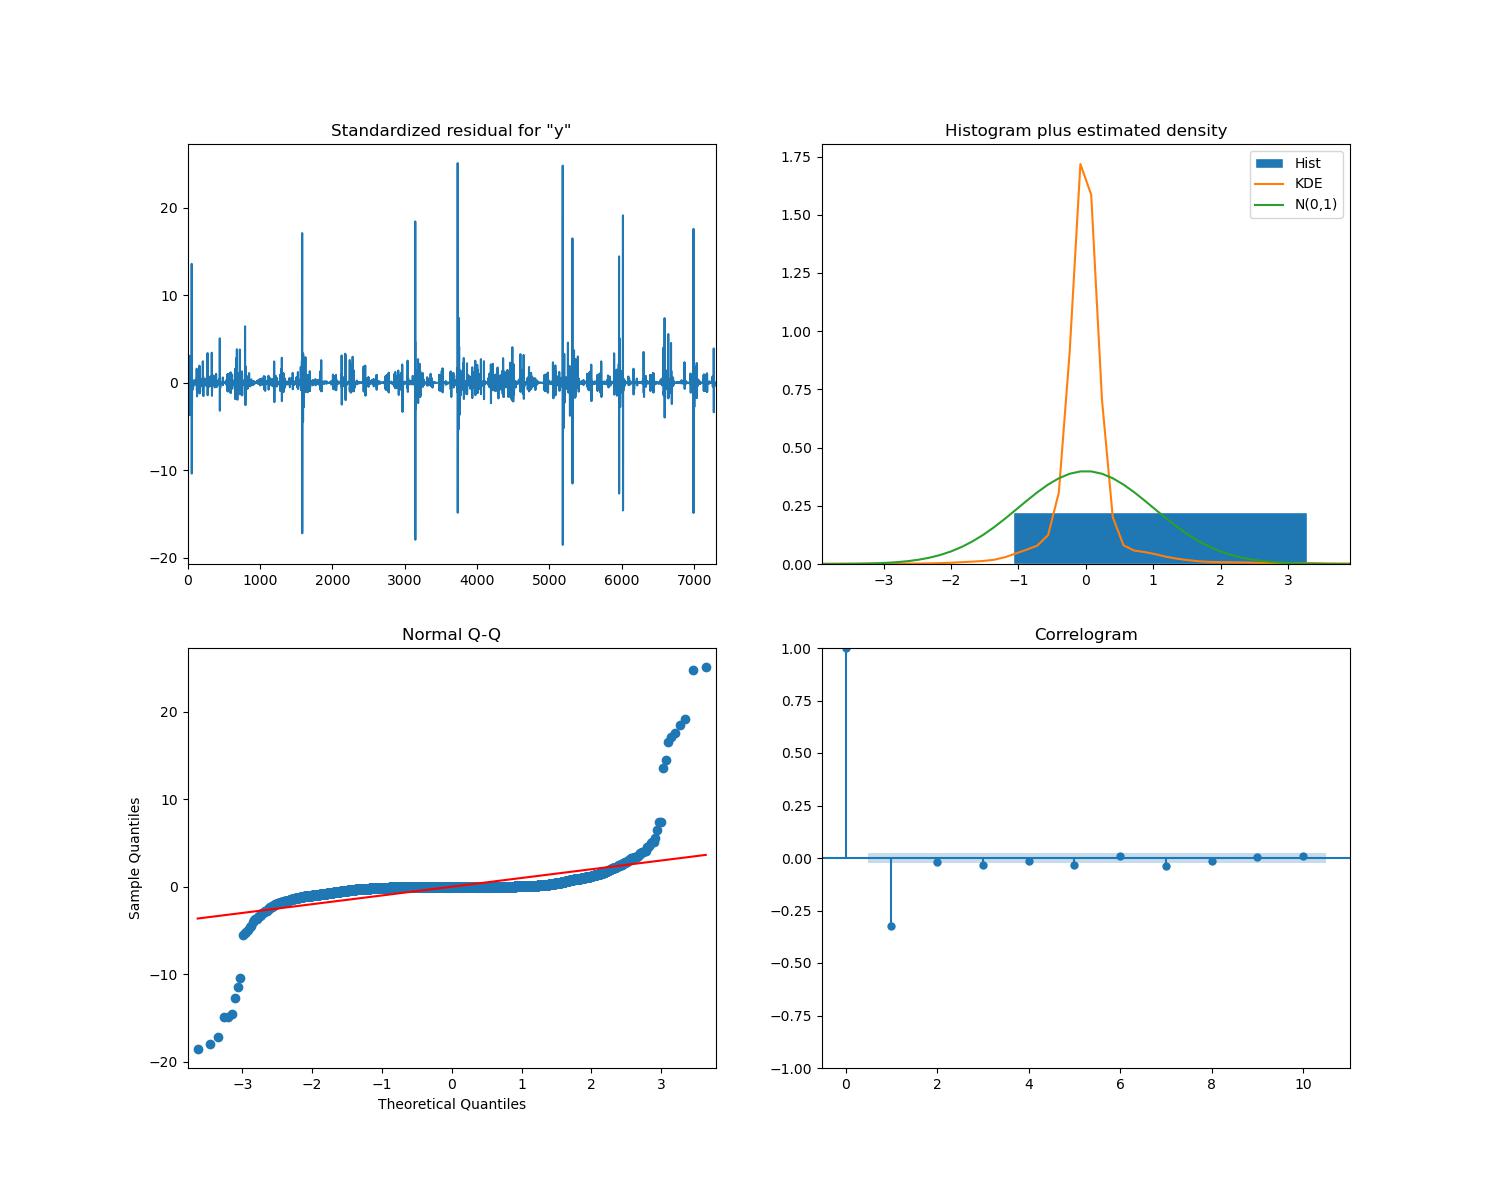 Standardized residual for "y"
20
10
0
−10
−20
0 1000 2000 3000 4000 5000 6000 7000
Histogram plus estimated density
Hist
KDE
N(0,1)
1.75
1.50
1.25
1.00
0.75
0.50
0.25
0.00
−3 −2 −1 0 1 2 3
Normal Q-Q
Sample Quantiles
20
10
0
−10
−20
−3 −2 −1 0 1 2 3
Theoretical Quantiles
Correlogram
1.00
0.75
0.50
0.25
0.00
−0.25
−0.50
−0.75
−1.00
0 2 4 6 8 10